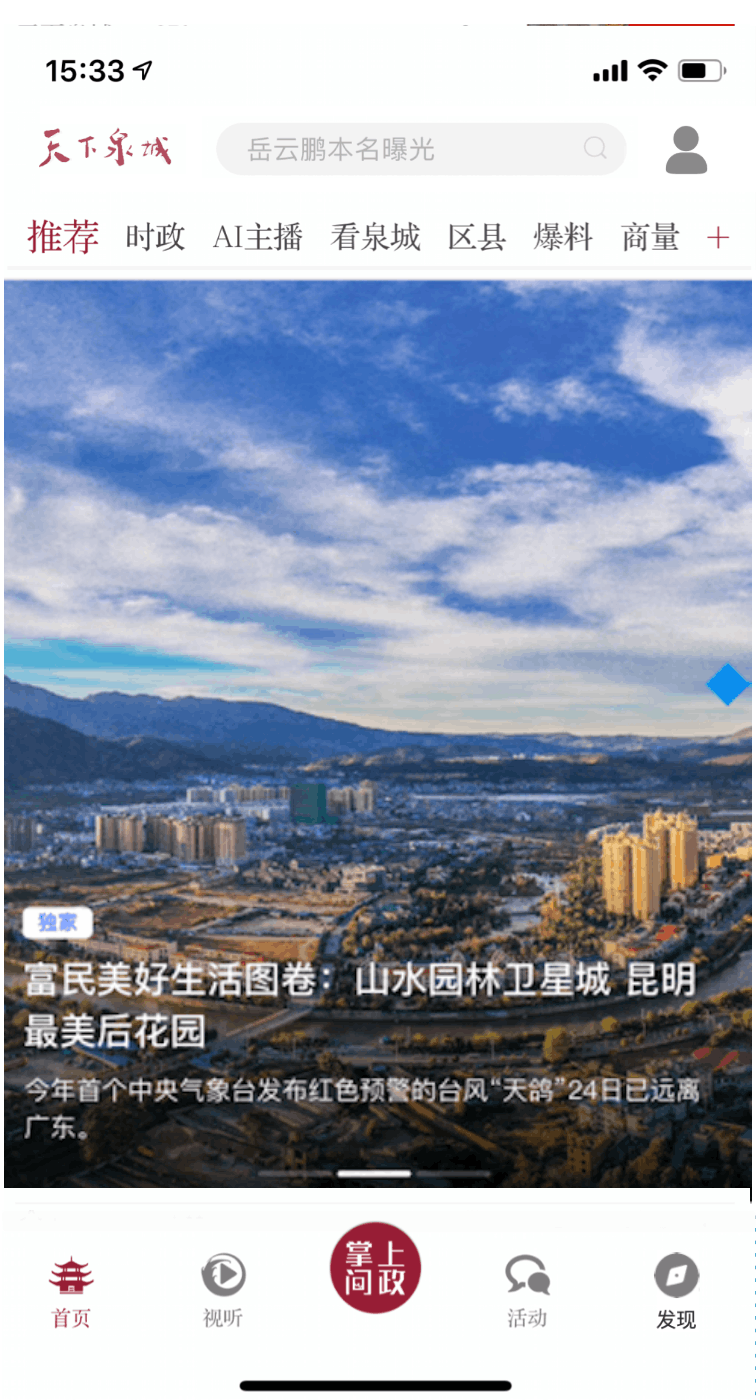 15:33
天下泉城
岳云鹏本名曝光
推荐 时政 AI主播 看泉城 区县 爆料 商量 +
独家
富民美好生活图卷：山水园林卫星城 昆明
最美后花园
今年首个中央气象台发布红色预警的台风“天鸽”24日已远离
广东。
掌上
问政
首页 视听 活动 发现